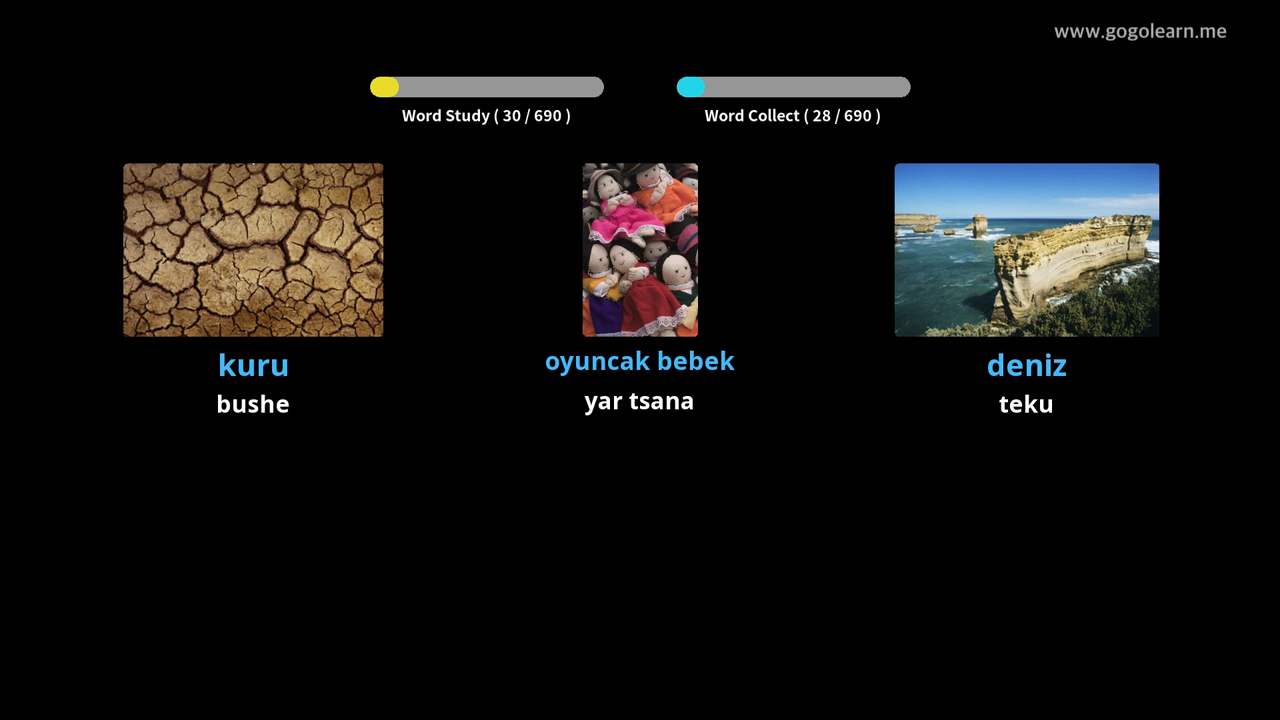 www.gogolearn.me
Word Study ( 30 / 690 )
Word Collect ( 28 / 690 )
kuru
bushe
oyuncak bebek
yar tsana
deniz
teku